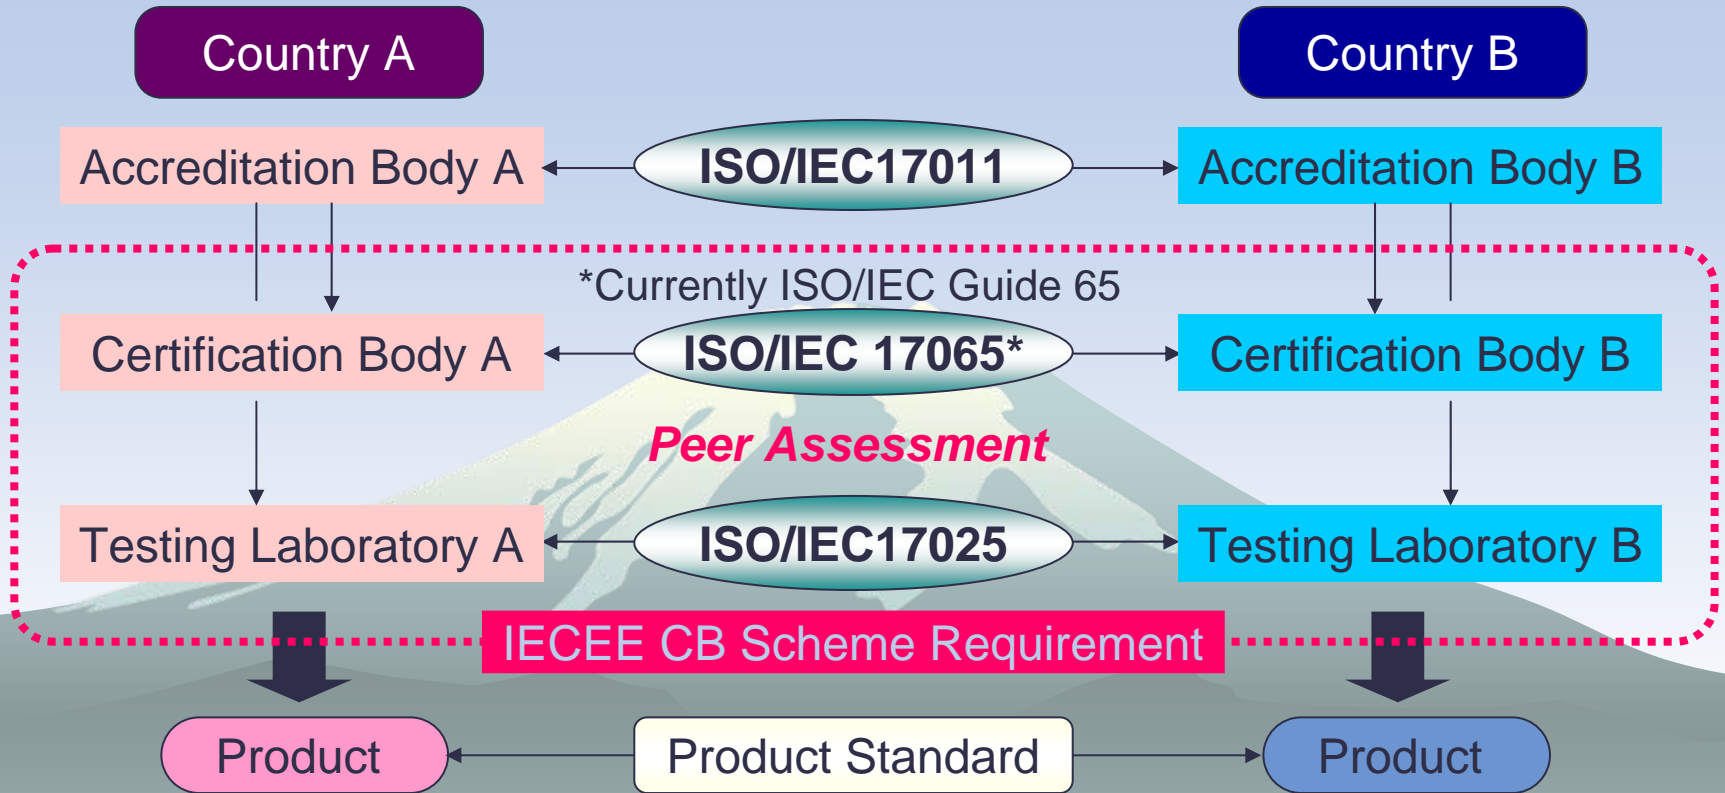 Country A
Country B
Accreditation Body A
ISO/IEC17011
Accreditation Body B
*Currently ISO/IEC Guide 65
Certification Body A
ISO/IEC 17065*
Certification Body B
Peer Assessment
Testing Laboratory A
ISO/IEC17025
Testing Laboratory B
IECEE CB Scheme Requirement
Product
Product Standard
Product